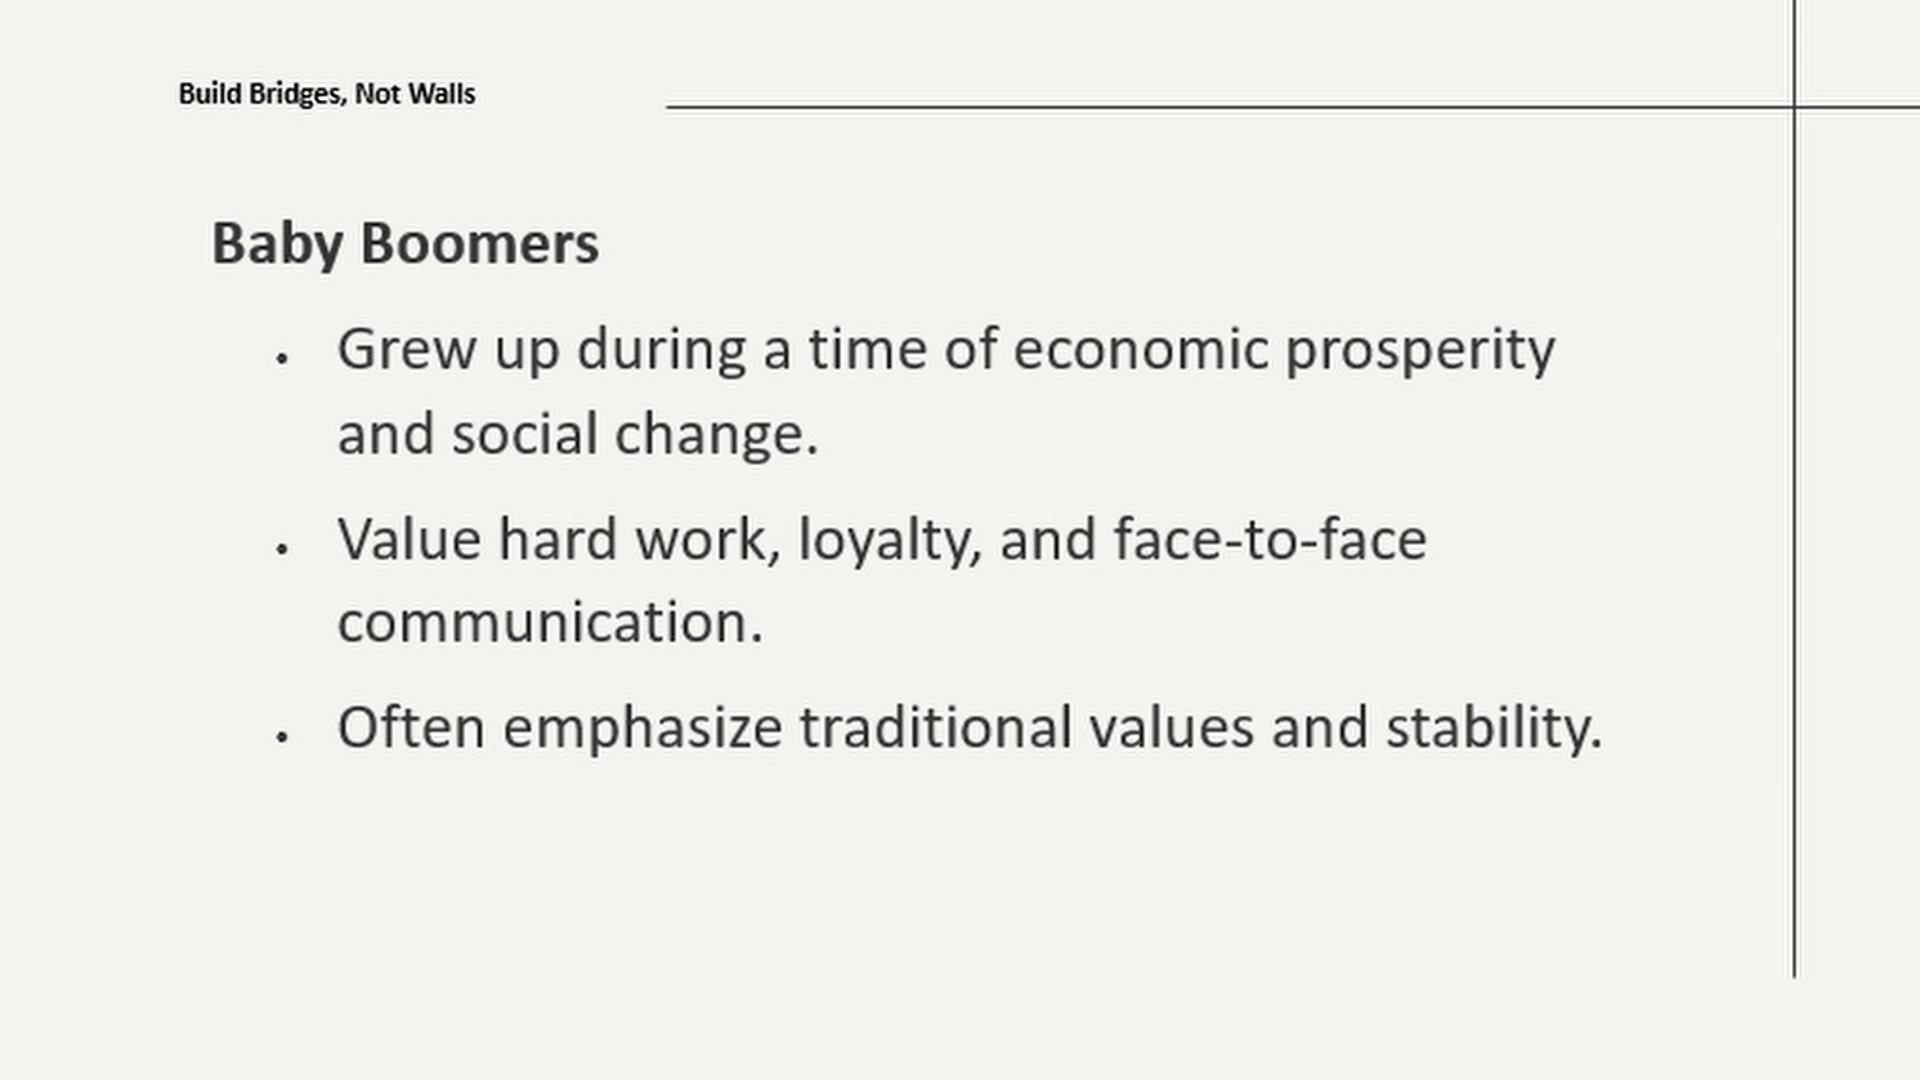 Build Bridges, Not Walls
Baby Boomers
• Grew up during a time of economic prosperity
and social change.
• Value hard work, loyalty, and face-to-face
communication.
• Often emphasize traditional values and stability.